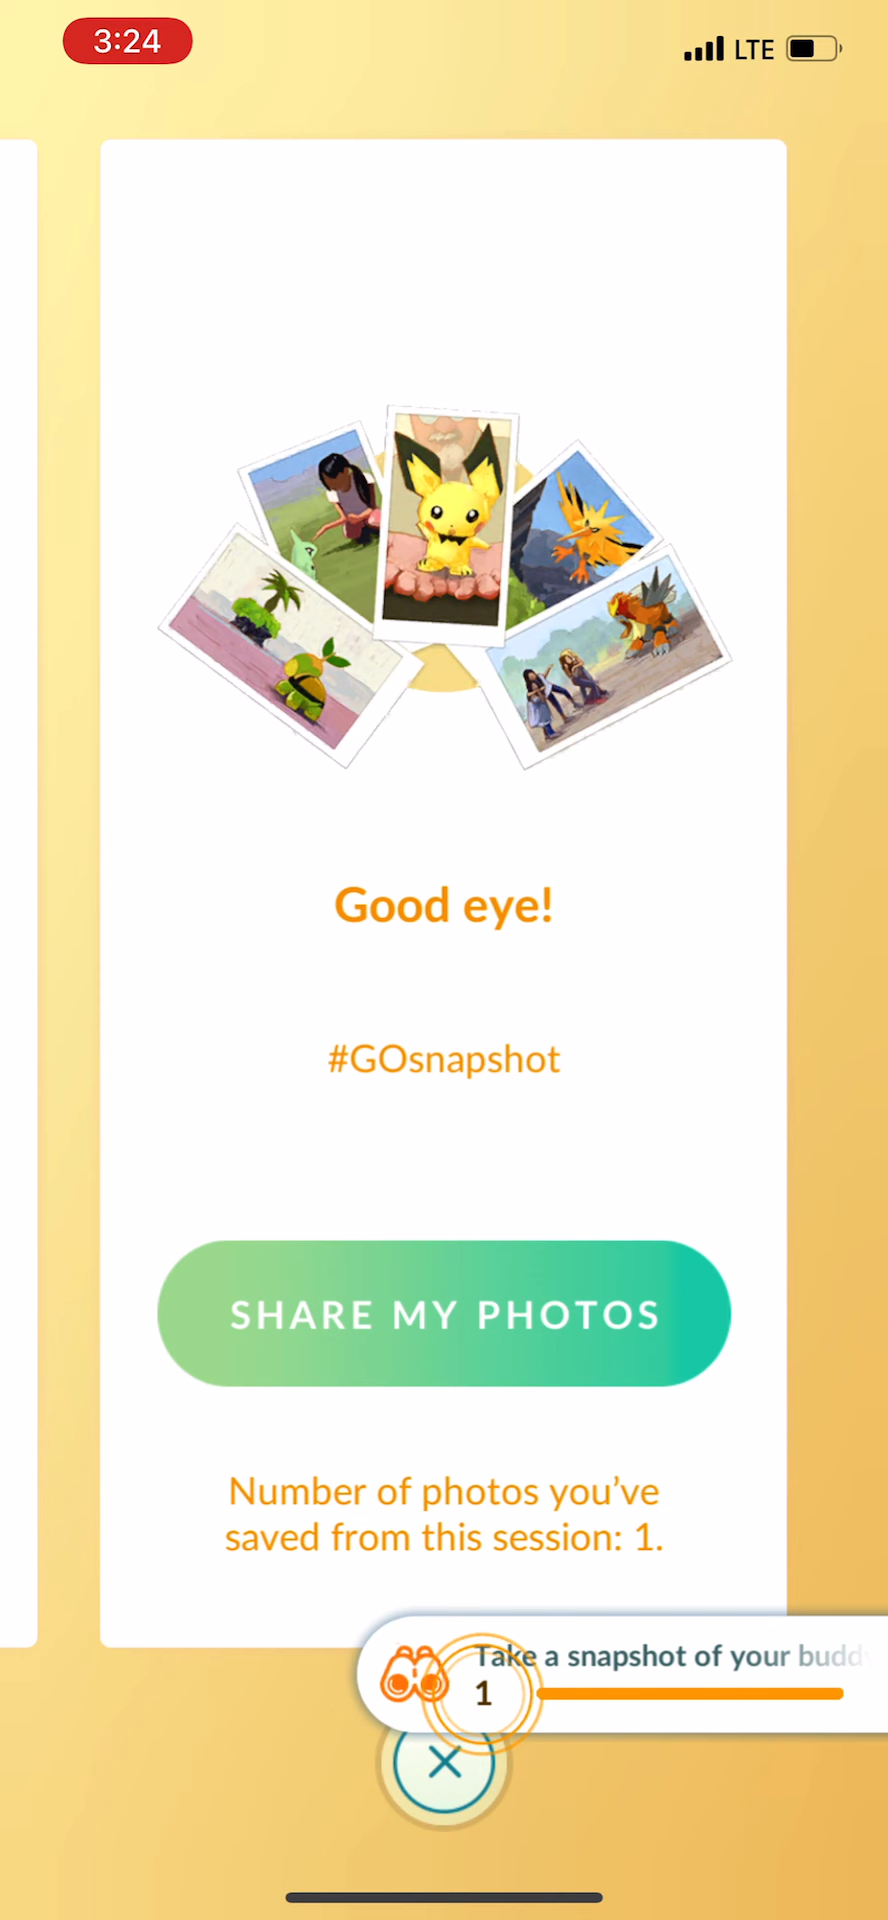 3:24
LTE
Good eye!
#GOsnapshot
SHARE MY PHOTOS
Number of photos you’ve
saved from this session: 1.
Take a snapshot of your buddy
1